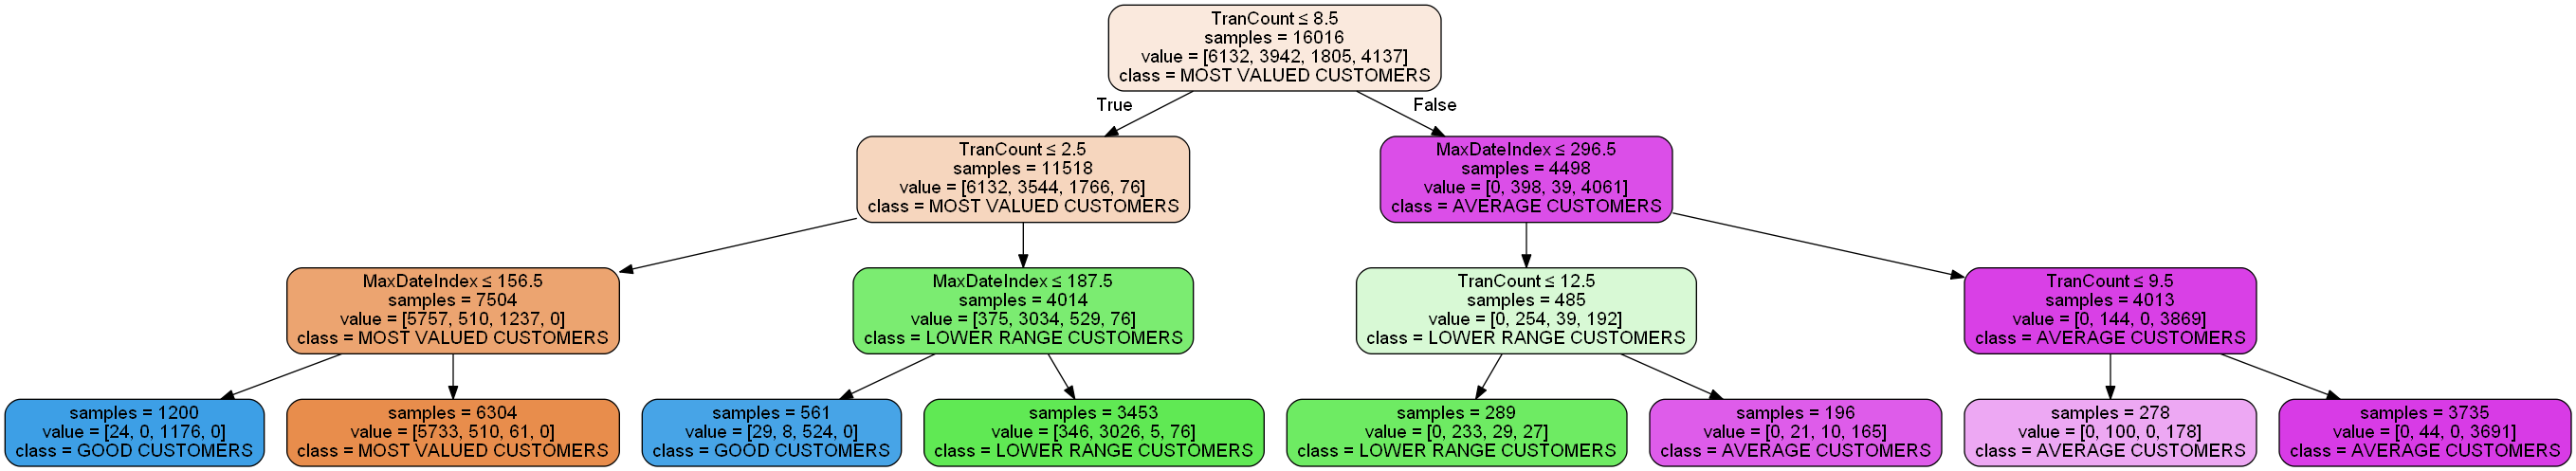 TranCount ≤ 8.5
samples = 16016
value = [6132, 3942, 1805, 4137]
class = MOST VALUED CUSTOMERS
True
False
TranCount ≤ 2.5
samples = 11518
value = [6132, 3544, 1766, 76]
class = MOST VALUED CUSTOMERS
MaxDateIndex ≤ 296.5
samples = 4498
value = [0, 398, 39, 4061]
class = AVERAGE CUSTOMERS
MaxDateIndex ≤ 156.5
samples = 7504
value = [5757, 510, 1237, 0]
class = MOST VALUED CUSTOMERS
MaxDateIndex ≤ 187.5
samples = 4014
value = [375, 3034, 529, 76]
class = LOWER RANGE CUSTOMERS
TranCount ≤ 12.5
samples = 485
value = [0, 254, 39, 192]
class = LOWER RANGE CUSTOMERS
TranCount ≤ 9.5
samples = 4013
value = [0, 144, 0, 3869]
class = AVERAGE CUSTOMERS
samples = 1200
value = [24, 0, 1176, 0]
class = GOOD CUSTOMERS
samples = 6304
value = [5733, 510, 61, 0]
class = MOST VALUED CUSTOMERS
samples = 561
value = [29, 8, 524, 0]
class = GOOD CUSTOMERS
samples = 3453
value = [346, 3026, 5, 76]
class = LOWER RANGE CUSTOMERS
samples = 289
value = [0, 233, 29, 27]
class = LOWER RANGE CUSTOMERS
samples = 196
value = [0, 21, 10, 165]
class = AVERAGE CUSTOMERS
samples = 278
value = [0, 100, 0, 178]
class = AVERAGE CUSTOMERS
samples = 3735
value = [0, 44, 0, 3691]
class = AVERAGE CUSTOMERS